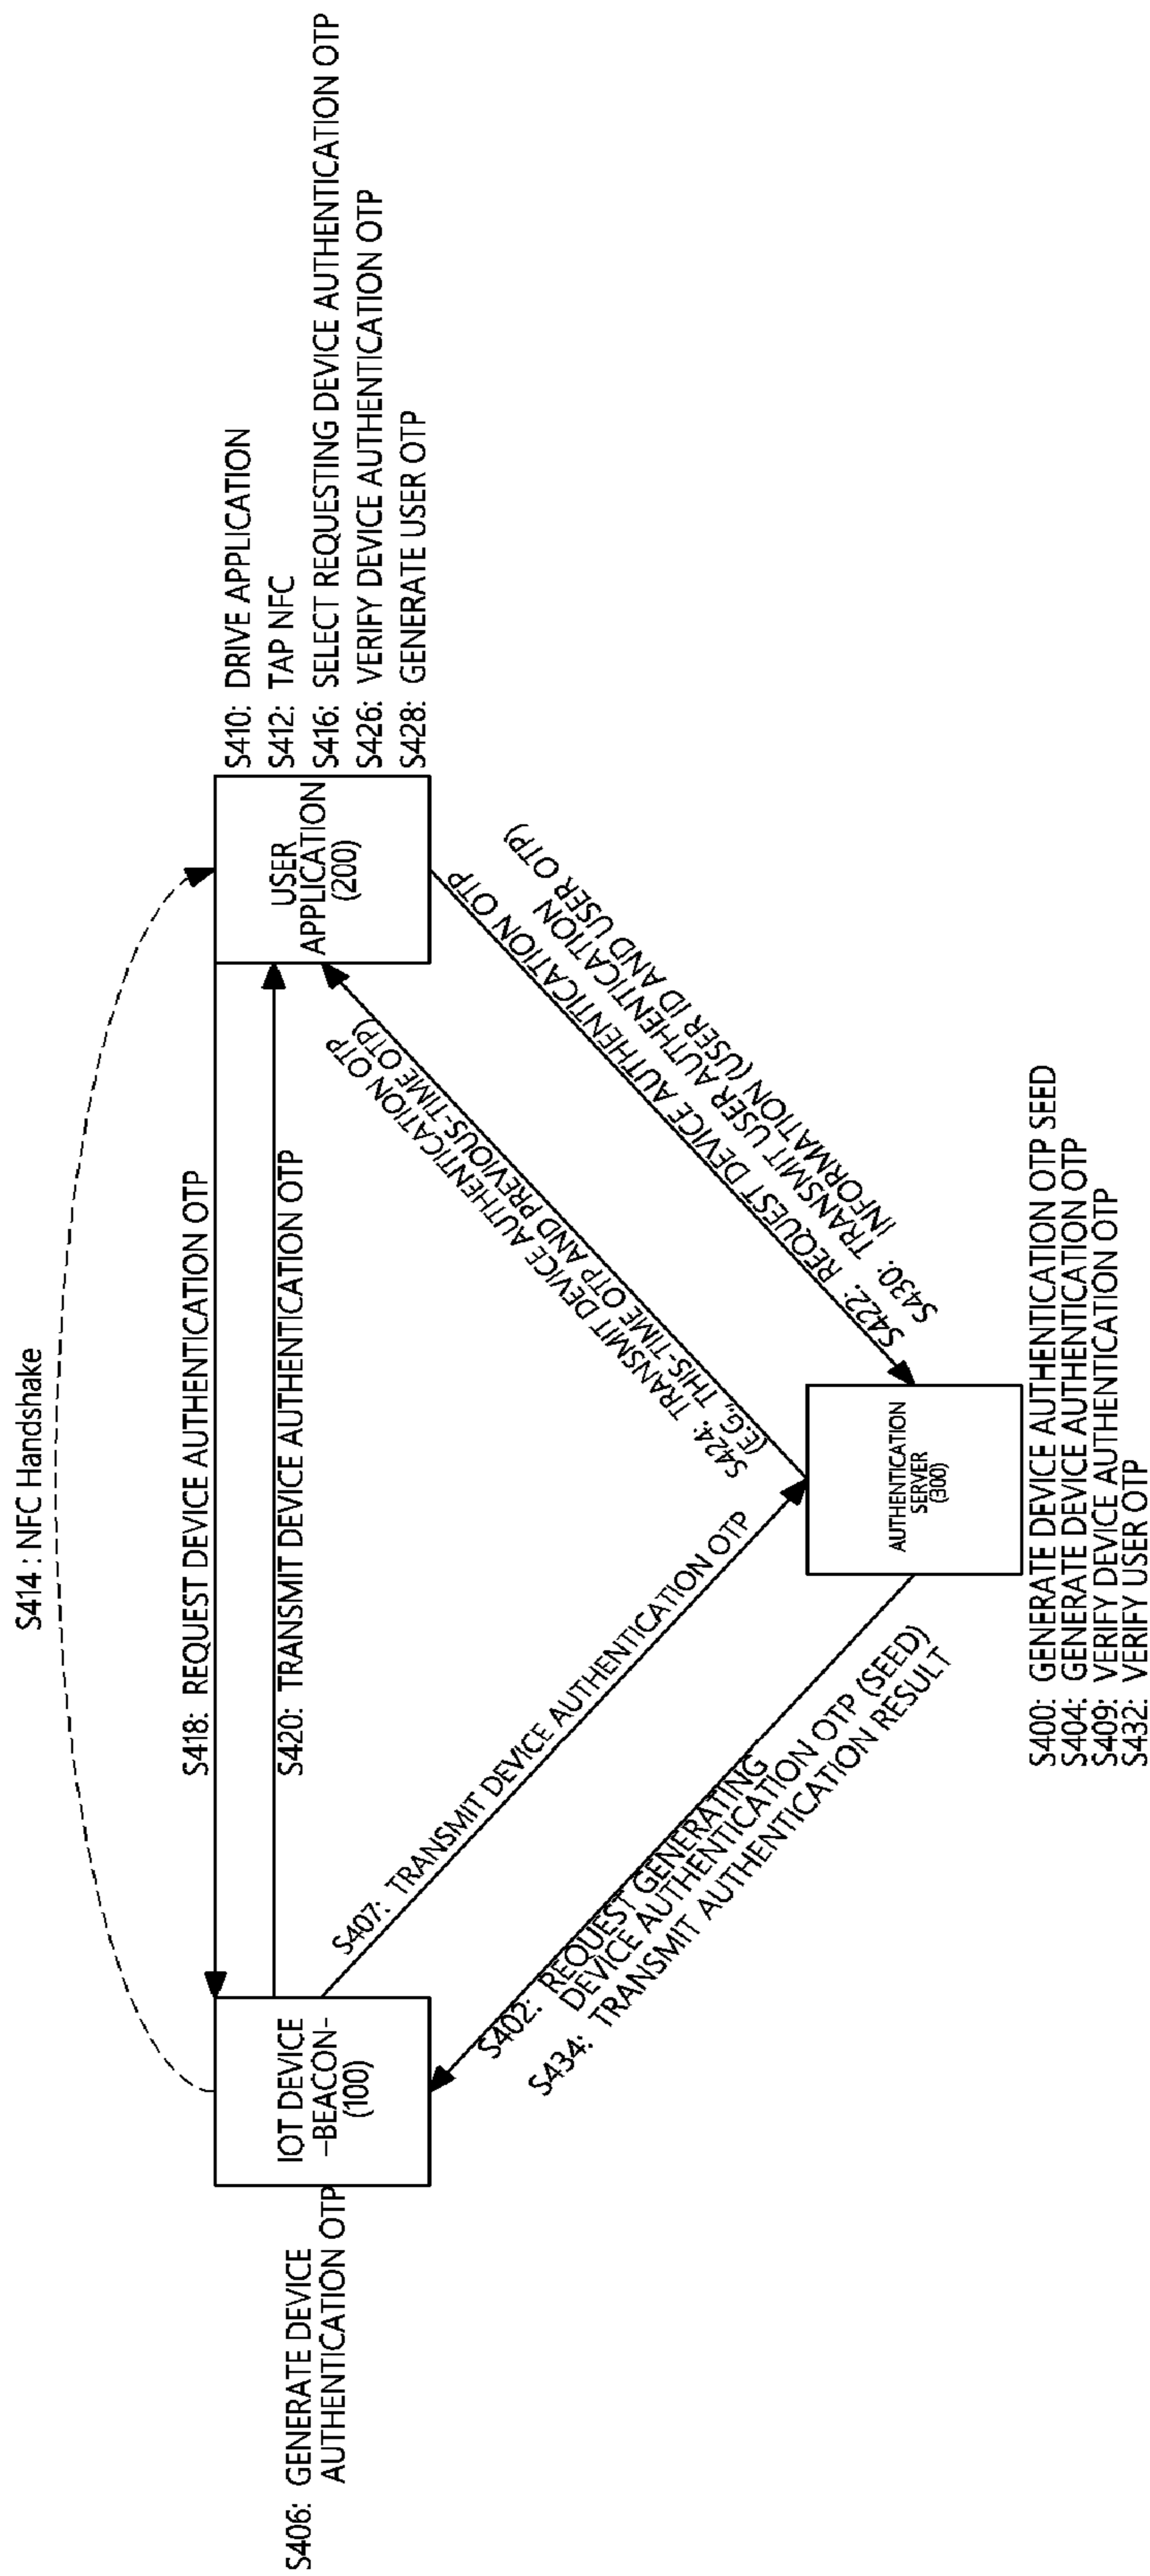 S414 : NFC Handshake
S418: REQUEST DEVICE AUTHENTICATION OTP
S420: TRANSMIT DEVICE AUTHENTICATION OTP
S406: GENERATE DEVICE
AUTHENTICATION OTP
IOT DEVICE
-BEACON-
(100)
USER
APPLICATION
(200)
S410: DRIVE APPLICATION
S412: TAP NFC
S416: SELECT REQUESTING DEVICE AUTHENTICATION OTP
S426: VERIFY DEVICE AUTHENTICATION OTP
S428: GENERATE USER OTP
S407: TRANSMIT DEVICE AUTHENTICATION OTP
S402: REQUEST GENERATING
DEVICE AUTHENTICATION OTP (SEED)
S434: TRANSMIT AUTHENTICATION RESULT
S424: TRANSMIT DEVICE AUTHENTICATION OTP
(E.G., THIS-TIME OTP AND PREVIOUS-TIME OTP)
S422: REQUEST DEVICE AUTHENTICATION OTP
S430: TRANSMIT USER AUTHENTICATION
INFORMATION (USER ID AND USER OTP)
AUTHENTICATION
SERVER
(300)
S400: GENERATE DEVICE AUTHENTICATION OTP SEED
S404: GENERATE DEVICE AUTHENTICATION OTP
S409: VERIFY DEVICE AUTHENTICATION OTP
S432: VERIFY USER OTP